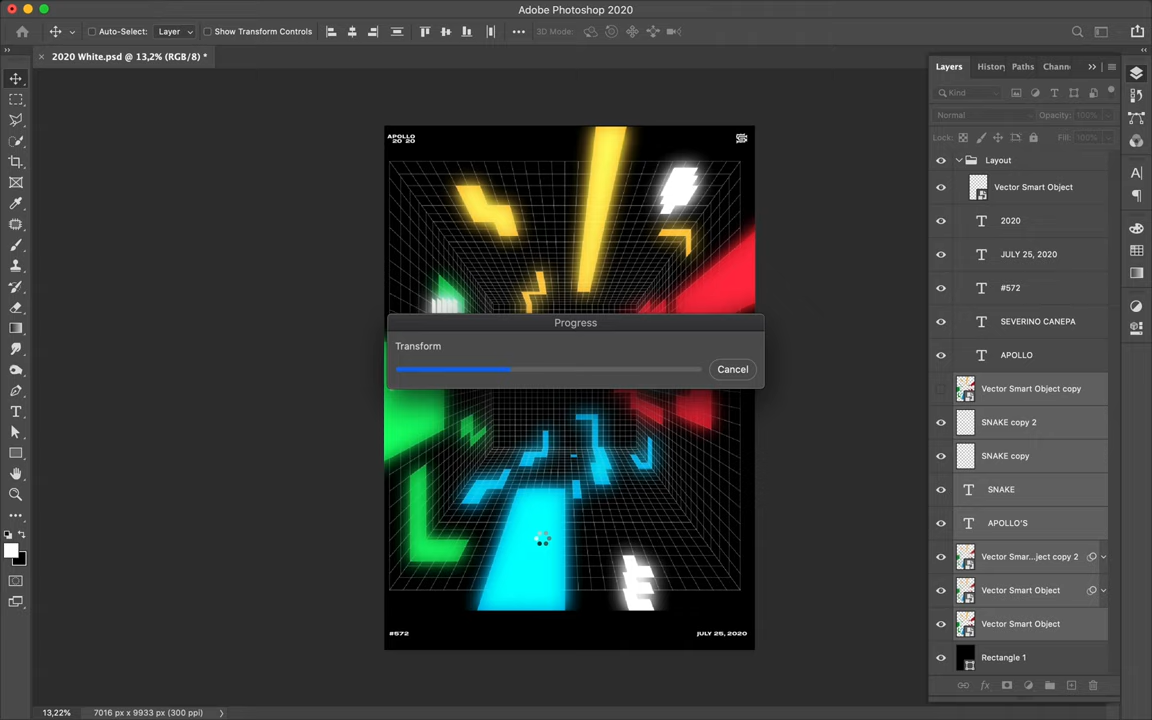 Adobe Photoshop 2020
Auto-Select:
Layer
Show Transform Controls
3D Mode:
2020 White.psd @ 13,2% (RGB/8) *
Layers
History
Paths
Chann
Kind
Normal
Opacity: 100%
Lock:
Fill: 100%
Layout
Vector Smart Object
2020
JULY 25, 2020
#572
SEVERINO CANEPA
APOLLO
Vector Smart Object copy
SNAKE copy 2
SNAKE copy
SNAKE
APOLLO'S
Vector Smar...ject copy 2
Vector Smart Object
Vector Smart Object
Rectangle 1
APOLLO
20 20
Progress
Transform
Cancel
#572
JULY 25, 2020
13,22%
7016 px x 9933 px (300 ppi)